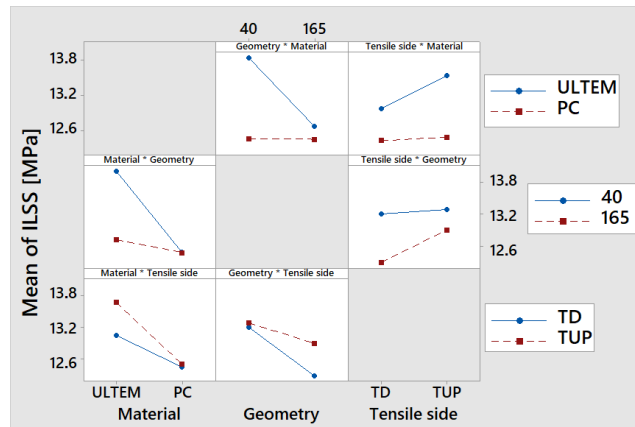 40 165
Geometry * Material
Tensile side * Material
13.8
13.2
12.6
ULTEM
PC
Material * Geometry
Tensile side * Geometry
13.8
13.2
12.6
40
165
Material * Tensile side
Geometry * Tensile side
13.8
13.2
12.6
TD
TUP
Mean of ILSS [MPa]
ULTEM PC
TD TUP
Material
Geometry
Tensile side